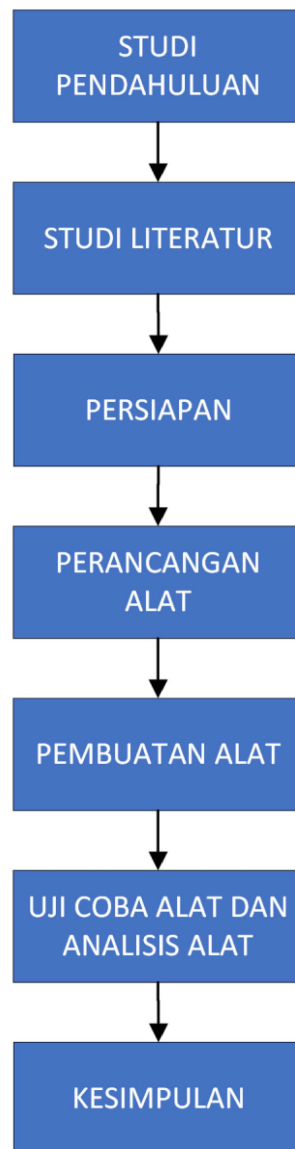 STUDI
PENDAHULUAN
STUDI LITERATUR
PERSIAPAN
PERANCANGAN
ALAT
PEMBUATAN ALAT
UJI COBA ALAT DAN
ANALISIS ALAT
KESIMPULAN